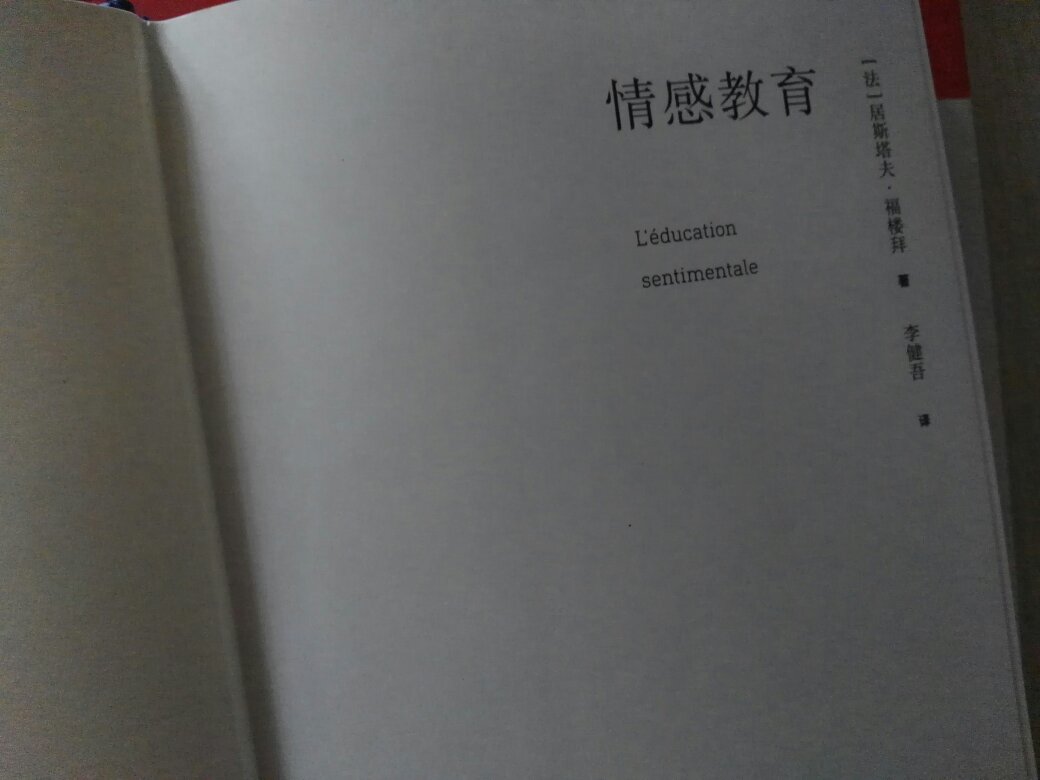 情感教育
L'éducation
sentimentale
[法]居斯塔夫·福楼拜 著 李健吾 译